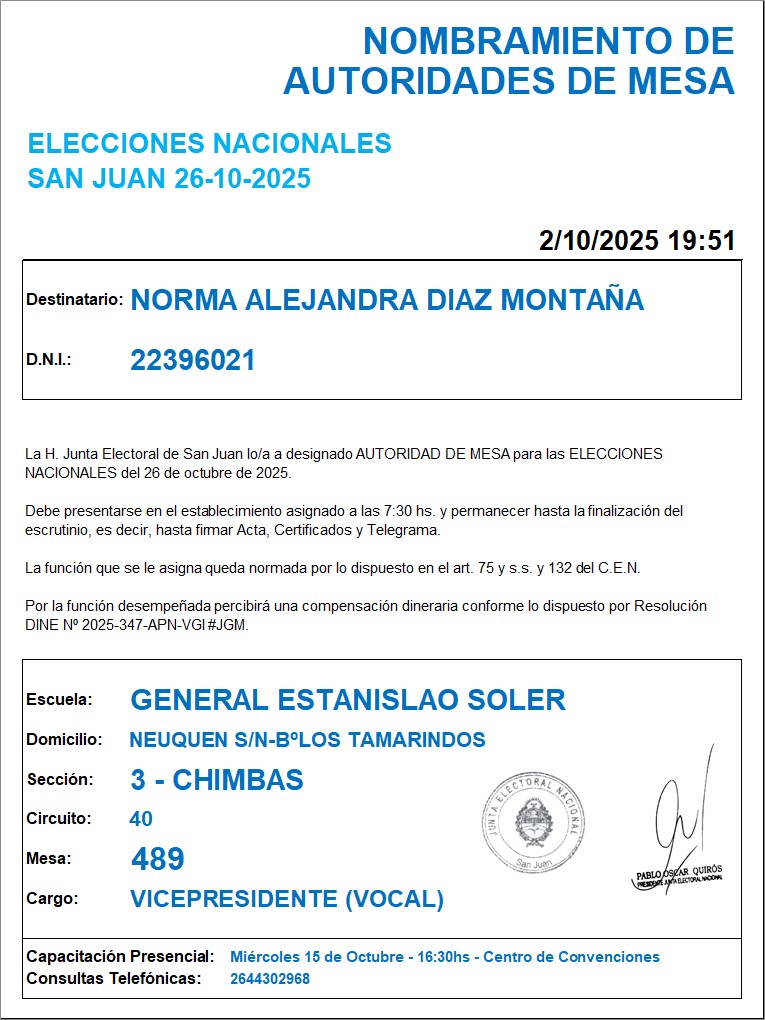 NOMBRAMIENTO DE
AUTORIDADES DE MESA
ELECCIONES NACIONALES
SAN JUAN 26-10-2025
2/10/2025 19:51
Destinatario: NORMA ALEJANDRA DIAZ MONTAÑA
D.N.I.: 22396021
La H. Junta Electoral de San Juan lo/a a designado AUTORIDAD DE MESA para las ELECCIONES
NACIONALES del 26 de octubre de 2025.
Debe presentarse en el establecimiento asignado a las 7:30 hs. y permanecer hasta la finalización del
escrutinio, es decir, hasta firmar Acta, Certificados y Telegrama.
La función que se le asigna queda normada por lo dispuesto en el art. 75 y s.s. y 132 del C.E.N.
Por la función desempeñada percibirá una compensación dineraria conforme lo dispuesto por Resolución
DINE Nº 2025-347-APN-VGI#JGM.
Escuela: GENERAL ESTANISLAO SOLER
Domicilio: NEUQUEN S/N-BºLOS TAMARINDOS
Sección: 3 - CHIMBAS
Circuito: 40
Mesa: 489
Cargo: VICEPRESIDENTE (VOCAL)
JUNTA ELECTORAL NACIONAL
San Juan
PABLO OSCAR QUIRÓS
PRESIDENTE JUNTA ELECTORAL NACIONAL
Capacitación Presencial: Miércoles 15 de Octubre - 16:30hs - Centro de Convenciones
Consultas Telefónicas: 2644302968